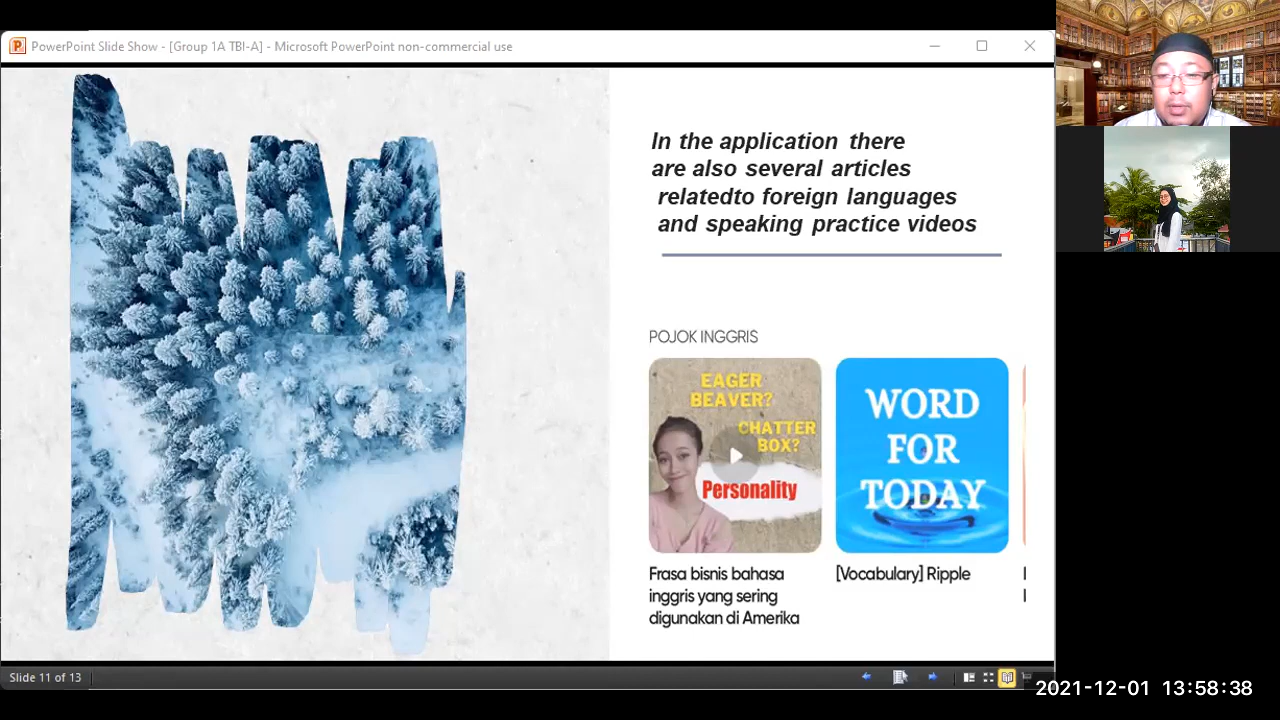 PowerPoint Slide Show - [Group 1A TBI-A] - Microsoft PowerPoint non-commercial use
In the application there
are also several articles
relatedto foreign languages
and speaking practice videos
POJOK INGGRIS
EAGER
BEAVER?
CHATTER
BOX?
Personality
WORD
FOR
TODAY
Frasa bisnis bahasa
inggris yang sering
digunakan di Amerika
[Vocabulary] Ripple
Slide 11 of 13
2021-12-01 13:58:38